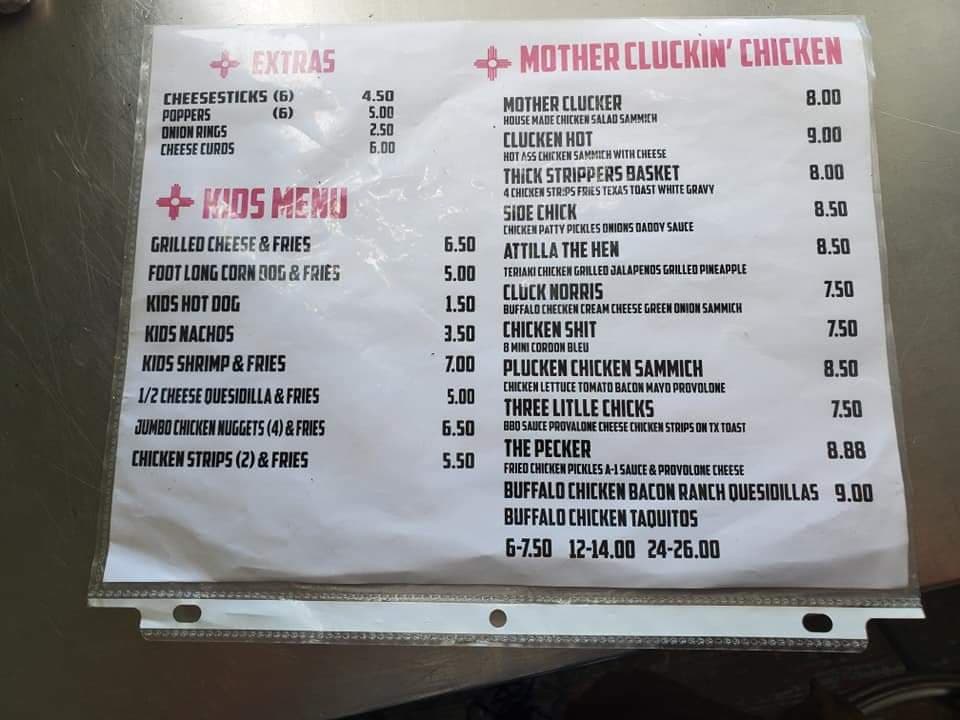 EXTRAS
CHEESESTICKS (6) 4.50
POPPERS (6) 5.00
ONION RINGS 2.50
CHEESE CURDS 6.00
KIDS MENU
GRILLED CHEESE & FRIES 6.50
FOOT LONG CORN DOG & FRIES 5.00
KIDS HOT DOG 1.50
KIDS NACHOS 3.50
KIDS SHRIMP & FRIES 7.00
1/2 CHEESE QUESIDILLA & FRIES 5.00
JUMBO CHICKEN NUGGETS (4) & FRIES 6.50
CHICKEN STRIPS (2) & FRIES 5.50
MOTHER CLUCKIN' CHICKEN
MOTHER CLUCKER 8.00
HOUSE MADE CHICKEN SALAD SAMMICH
CLUCKEN HOT 9.00
HOT ASS CHICKEN SAMMICH WITH CHEESE
THICK STRIPPERS BASKET 8.00
4 CHICKEN STRIPS FRIES TEXAS TOAST WHITE GRAVY
SIDE CHICK 8.50
CHICKEN PATTY PICKLES ONIONS DADDY SAUCE
ATTILLA THE HEN 8.50
TERIAKI CHICKEN GRILLED JALAPENOS GRILLED PINEAPPLE
CLUCK NORRIS 7.50
BUFFALO CHECKEN CREAM CHEESE GREEN ONION SAMMICH
CHICKEN SHIT 7.50
8 MINI CORDON BLEU
PLUCKEN CHICKEN SAMMICH 8.50
CHICKEN LETTUCE TOMATO BACON MAYO PROVOLONE
THREE LITLLE CHICKS 7.50
BBQ SAUCE PROVALONE CHEESE CHICKEN STRIPS ON TX TOAST
THE PECKER 8.88
FRIED CHICKEN PICKLES A-1 SAUCE & PROVOLONE CHEESE
BUFFALO CHICKEN BACON RANCH QUESIDILLAS 9.00
BUFFALO CHICKEN TAQUITOS
6-7.50 12-14.00 24-26.00